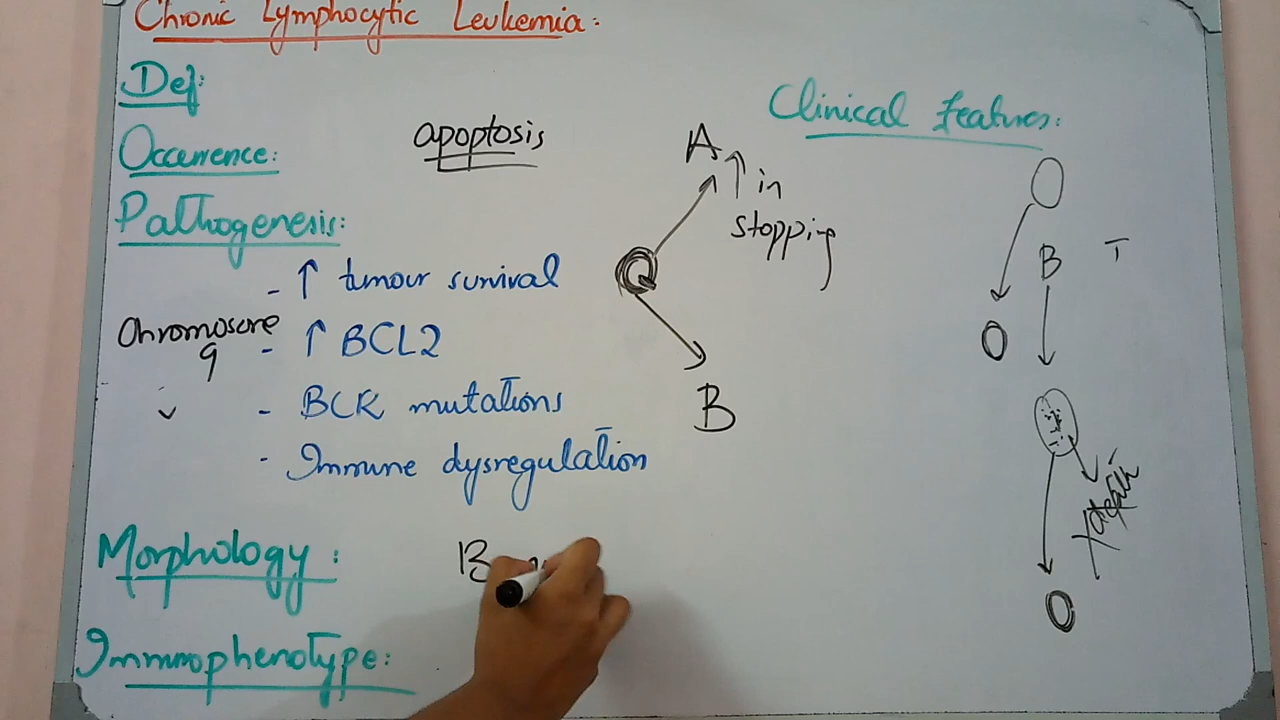 Chronic Lymphocytic Leukemia:
Def:
Occurrence:
Pathogenesis:
- ↑ tumour survival
Chromosome
9
- ↑ BCL2
- BCR mutations
- Immune dysregulation
Morphology:
B
Immunophenotype:
apoptosis
A ↑ in
stopping
B
Clinical features:
B T
death